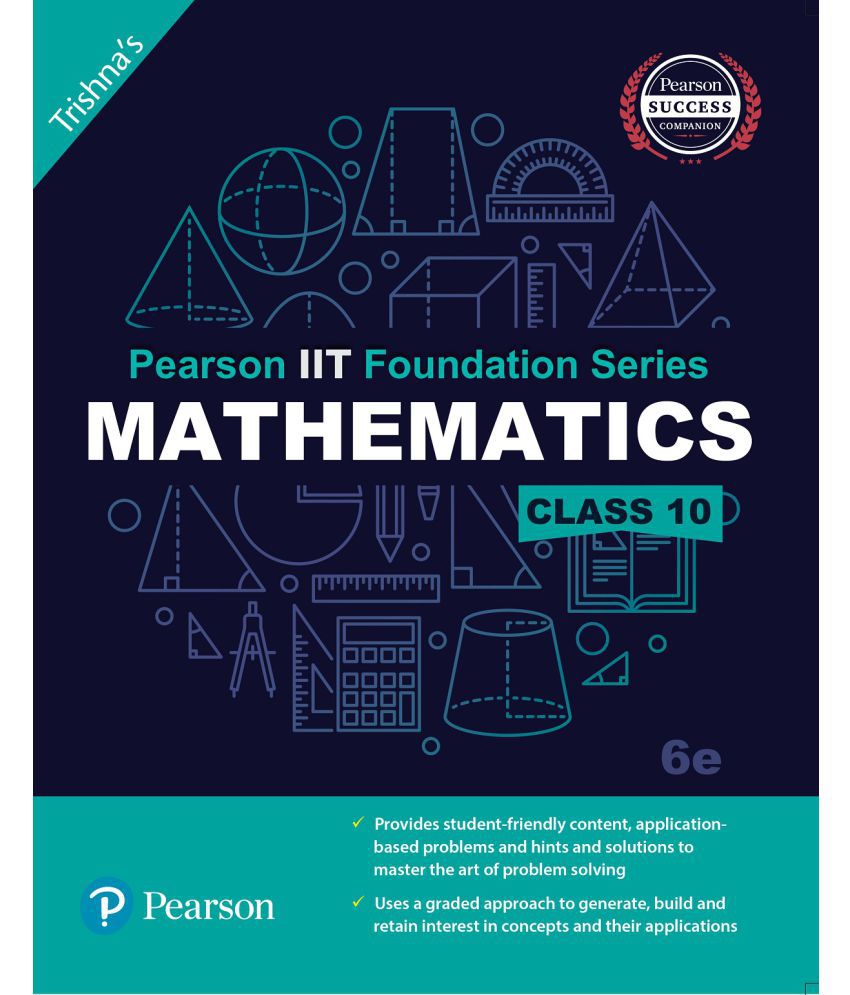 Trishna's
Pearson
SUCCESS
COMPANION
Pearson IIT Foundation Series
MATHEMATICS
CLASS 10
6e
✓ Provides student-friendly content, application-
based problems and hints and solutions to
master the art of problem solving
✓ Uses a graded approach to generate, build and
retain interest in concepts and their applications
Pearson